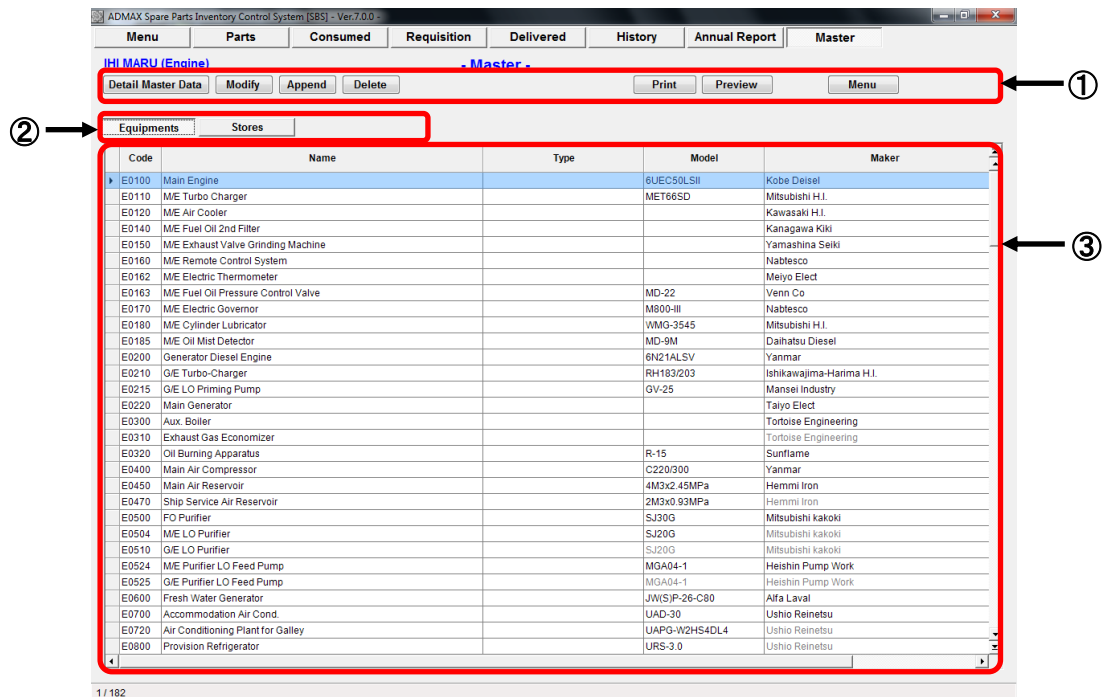 ADMAX Spare Parts Inventory Control System [SBS] - Ver.7.0.0 -
Menu Parts Consumed Requisition Delivered History Annual Report Master
IHI MARU (Engine) - Master -
Detail Master Data Modify Append Delete Print Preview Menu
①
②
Equipments Stores
Code Name Type Model Maker
E0100 Main Engine 6UEC50LSII Kobe Deisel
E0110 M/E Turbo Charger MET66SD Mitsubishi H.I.
E0120 M/E Air Cooler Kawasaki H.I.
E0140 M/E Fuel Oil 2nd Filter Kanagawa Kiki
E0150 M/E Exhaust Valve Grinding Machine Yamashina Seiki
③
E0160 M/E Remote Control System Nabtesco
E0162 M/E Electric Thermometer Meiyo Elect
E0163 M/E Fuel Oil Pressure Control Valve MD-22 Venn Co
E0170 M/E Electric Governor M800-III Nabtesco
E0180 M/E Cylinder Lubricator WMG-3545 Mitsubishi H.I.
E0185 M/E Oil Mist Detector MD-9M Daihatsu Diesel
E0200 Generator Diesel Engine 6N21ALSV Yanmar
E0210 G/E Turbo-Charger RH183/203 Ishikawajima-Harima H.I.
E0215 G/E LO Priming Pump GV-25 Mansei Industry
E0220 Main Generator Taiyo Elect
E0300 Aux. Boiler Tortoise Engineering
E0310 Exhaust Gas Economizer Tortoise Engineering
E0320 Oil Burning Apparatus R-15 Sunflame
E0400 Main Air Compressor C220/300 Yanmar
E0450 Main Air Reservoir 4M3x2.45MPa Hemmi Iron
E0470 Ship Service Air Reservoir 2M3x0.93MPa Hemmi Iron
E0500 FO Purifier SJ30G Mitsubishi kakoki
E0504 M/E LO Purifier SJ20G Mitsubishi kakoki
E0510 G/E LO Purifier SJ20G Mitsubishi kakoki
E0524 M/E Purifier LO Feed Pump MGA04-1 Heishin Pump Work
E0525 G/E Purifier LO Feed Pump MGA04-1 Heishin Pump Work
E0600 Fresh Water Generator JW(S)P-26-C80 Alfa Laval
E0700 Accommodation Air Cond. UAD-30 Ushio Reinetsu
E0720 Air Conditioning Plant for Galley UAPG-W2HS4DL4 Ushio Reinetsu
E0800 Provision Refrigerator URS-3.0 Ushio Reinetsu
1 / 182